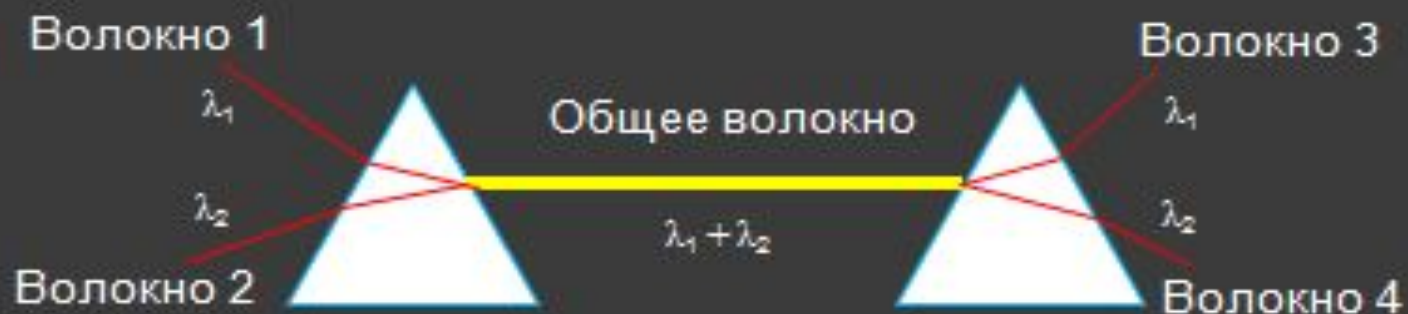 Волокно 1
λ₁
λ₂
Волокно 2
Общее волокно
λ₁+λ₂
Волокно 3
λ₁
λ₂
Волокно 4